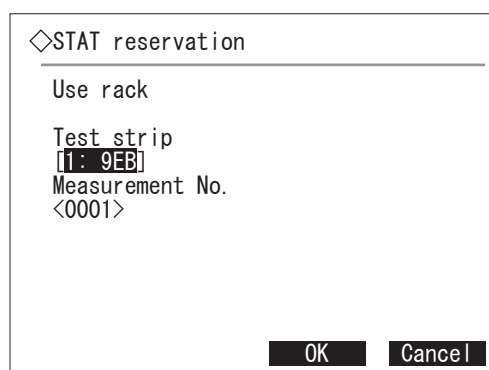 ◇STAT reservation
Use rack
Test strip
[1: 9EB]
Measurement No.
<0001>
OK Cancel